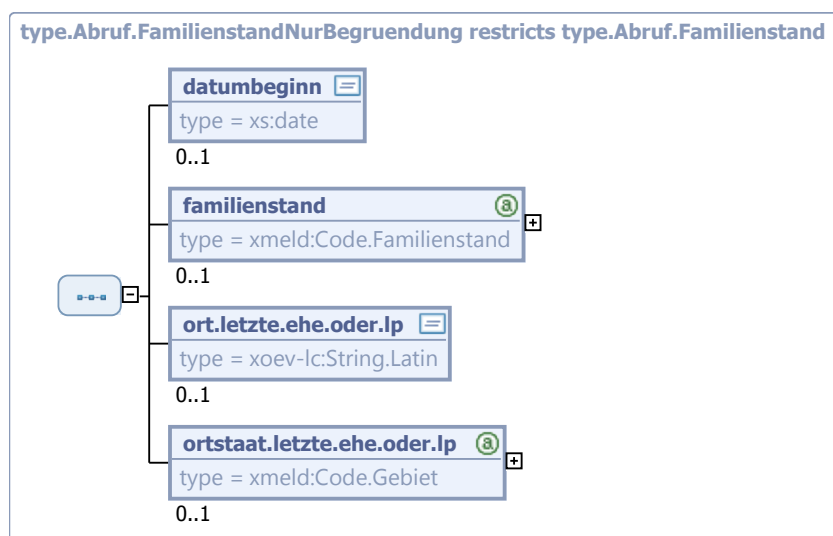 type.Abruf.FamilienstandNurBegruendung restricts type.Abruf.Familienstand
datumbeginn
type = xs:date
0..1
familienstand
type = xmeld:Code.Familienstand
0..1
ort.letzte.ehe.oder.lp
type = xoev-lc:String.Latin
0..1
ortstaat.letzte.ehe.oder.lp
type = xmeld:Code.Gebiet
0..1